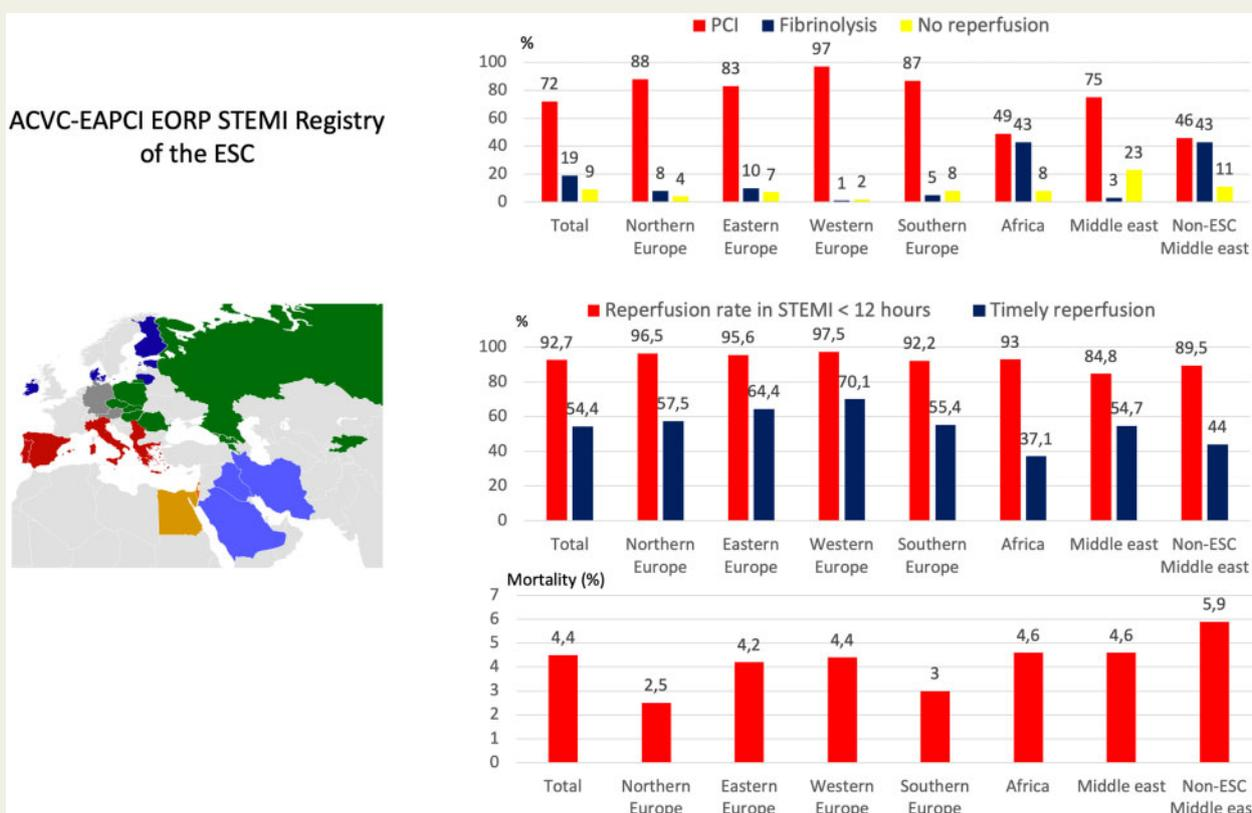 ACVC-EAPCI EORP STEMI Registry
of the ESC
PCI Fibrinolysis No reperfusion
%
100
80
60
40
20
0
72 19 9
88 8 4
83 10 7
97 1 2
87 5 8
49 43 8
75 3 23
46 43 11
Total Northern Eastern Western Southern Africa Middle east Non-ESC
Europe Europe Europe Europe Middle east
Reperfusion rate in STEMI < 12 hours Timely reperfusion
%
100
80
60
40
20
0
92,7 54,4
96,5 57,5
95,6 64,4
97,5 70,1
92,2 55,4
93 37,1
84,8 54,7
89,5 44
Total Northern Eastern Western Southern Africa Middle east Non-ESC
Europe Europe Europe Europe Middle east
Mortality (%)
7
6
5
4
3
2
1
0
4,4 2,5 4,2 4,4 3 4,6 4,6 5,9
Total Northern Eastern Western Southern Africa Middle east Non-ESC
Europe Europe Europe Europe Middle east